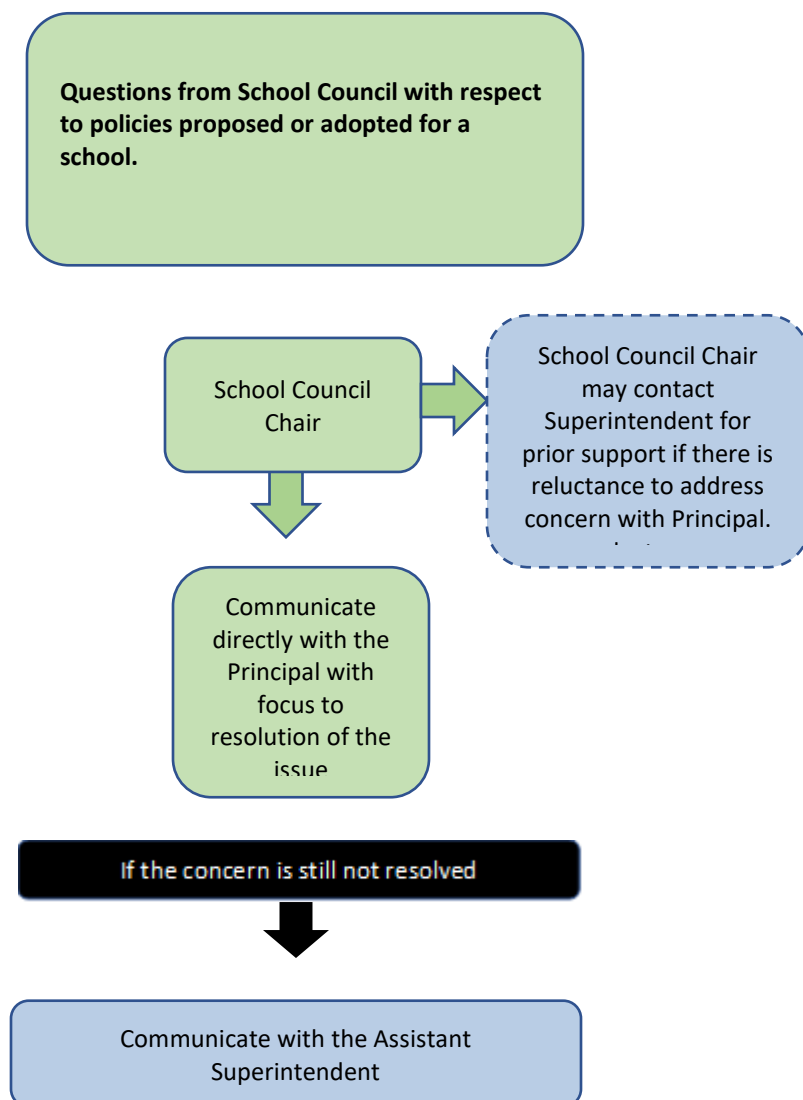 Questions from School Council with respect
to policies proposed or adopted for a
school.
School Council
Chair
School Council Chair
may contact
Superintendent for
prior support if there is
reluctance to address
concern with Principal.
Communicate
directly with the
Principal with
focus to
resolution of the
issue
If the concern is still not resolved
Communicate with the Assistant
Superintendent